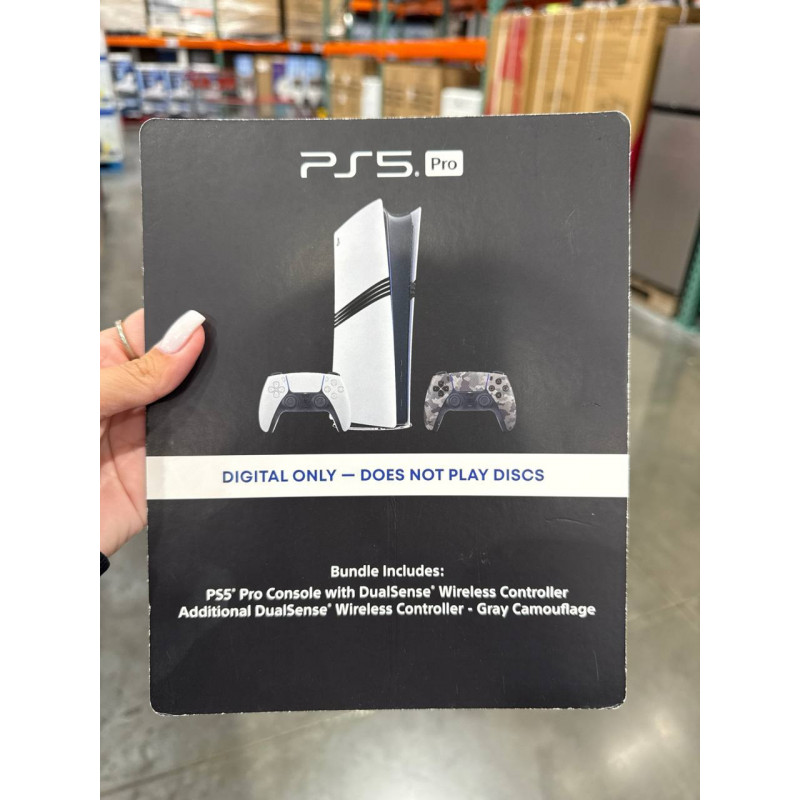 PS5. Pro
DIGITAL ONLY — DOES NOT PLAY DISCS
Bundle Includes:
PS5® Pro Console with DualSense® Wireless Controller
Additional DualSense® Wireless Controller - Gray Camouflage